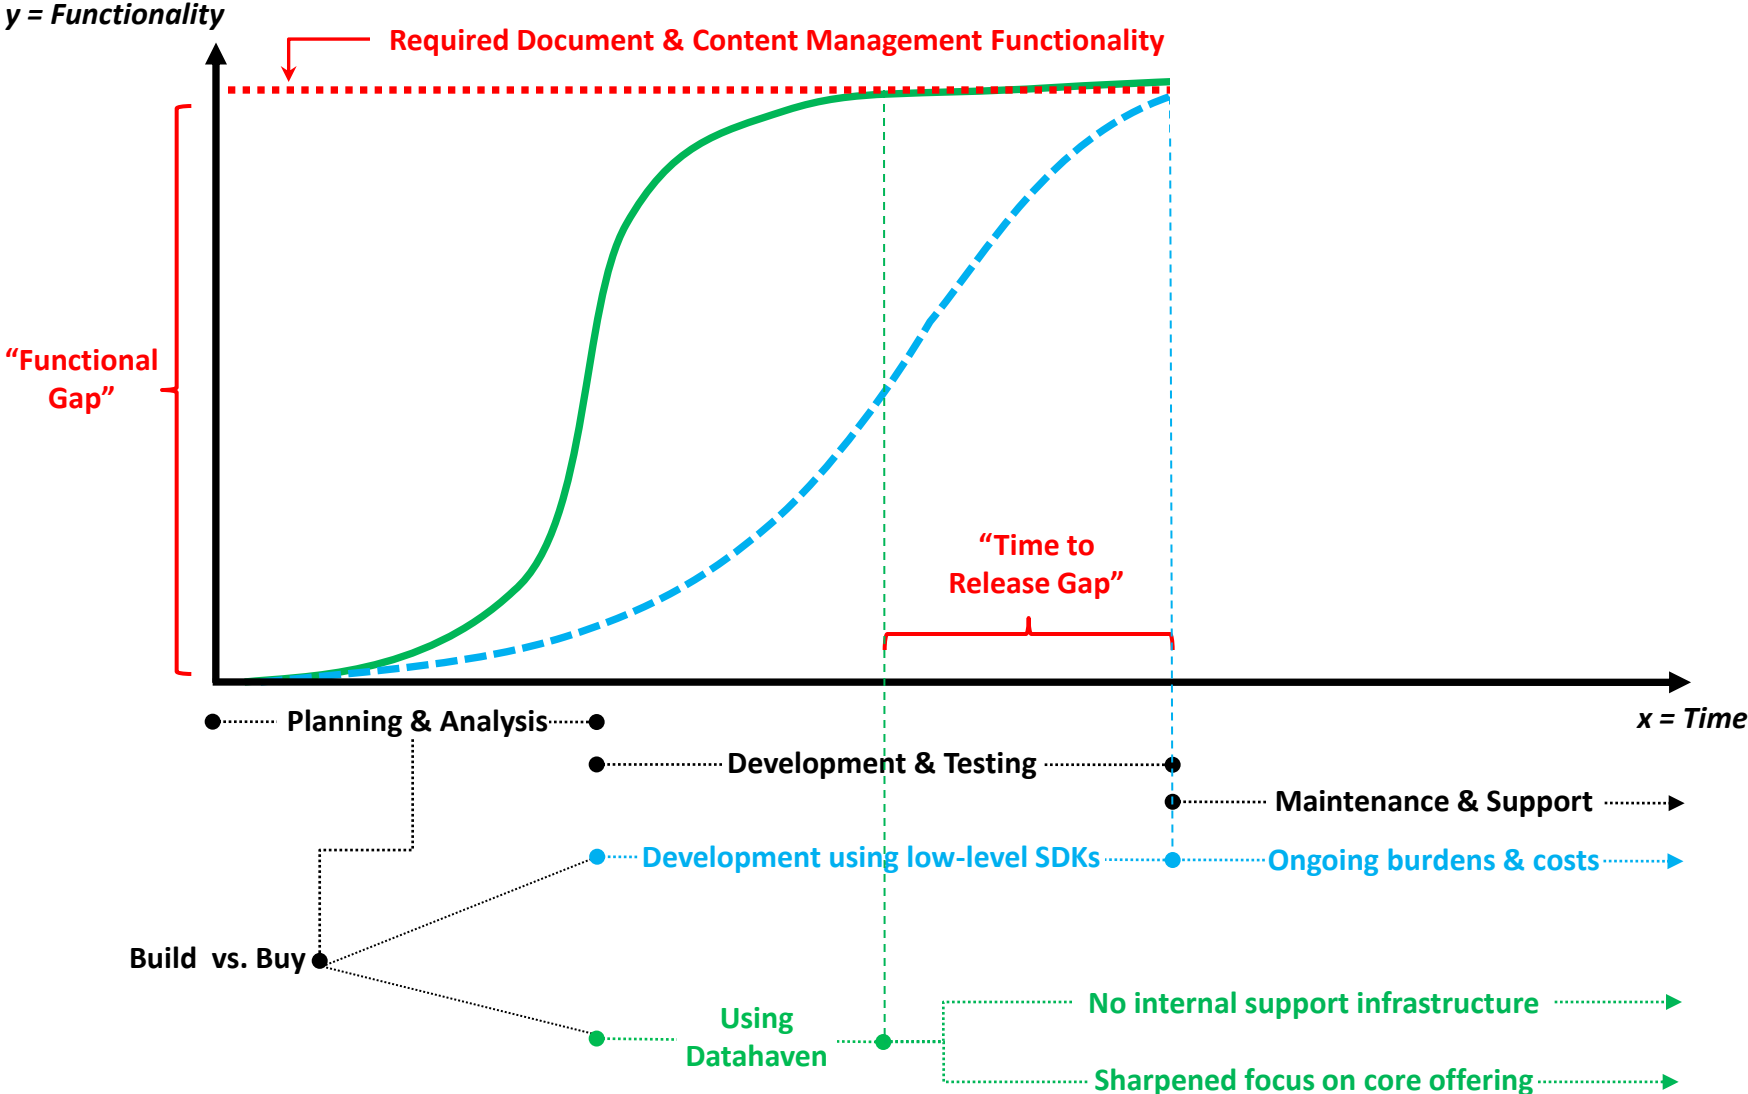 y = Functionality
Required Document & Content Management Functionality
“Functional
Gap”
“Time to
Release Gap”
x = Time
Planning & Analysis
Development & Testing
Maintenance & Support
Development using low-level SDKs
Ongoing burdens & costs
Build  vs. Buy
No internal support infrastructure
Using
Datahaven
Sharpened focus on core offering